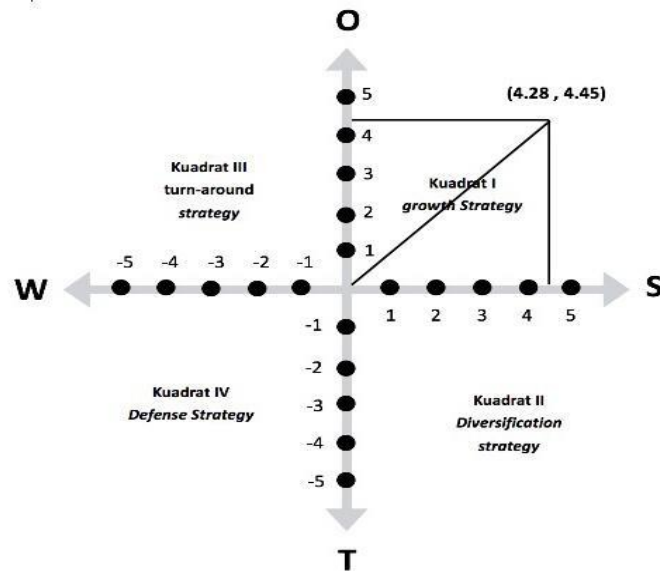 O
5
(4.28 , 4.45)
4
Kuadrat III
turn-around
strategy
3
Kuadrat I
growth Strategy
2
1
-5 -4 -3 -2 -1
W
S
1 2 3 4 5
-1
-2
Kuadrat IV
Defense Strategy
-3
Kuadrat II
Diversification
strategy
-4
-5
T